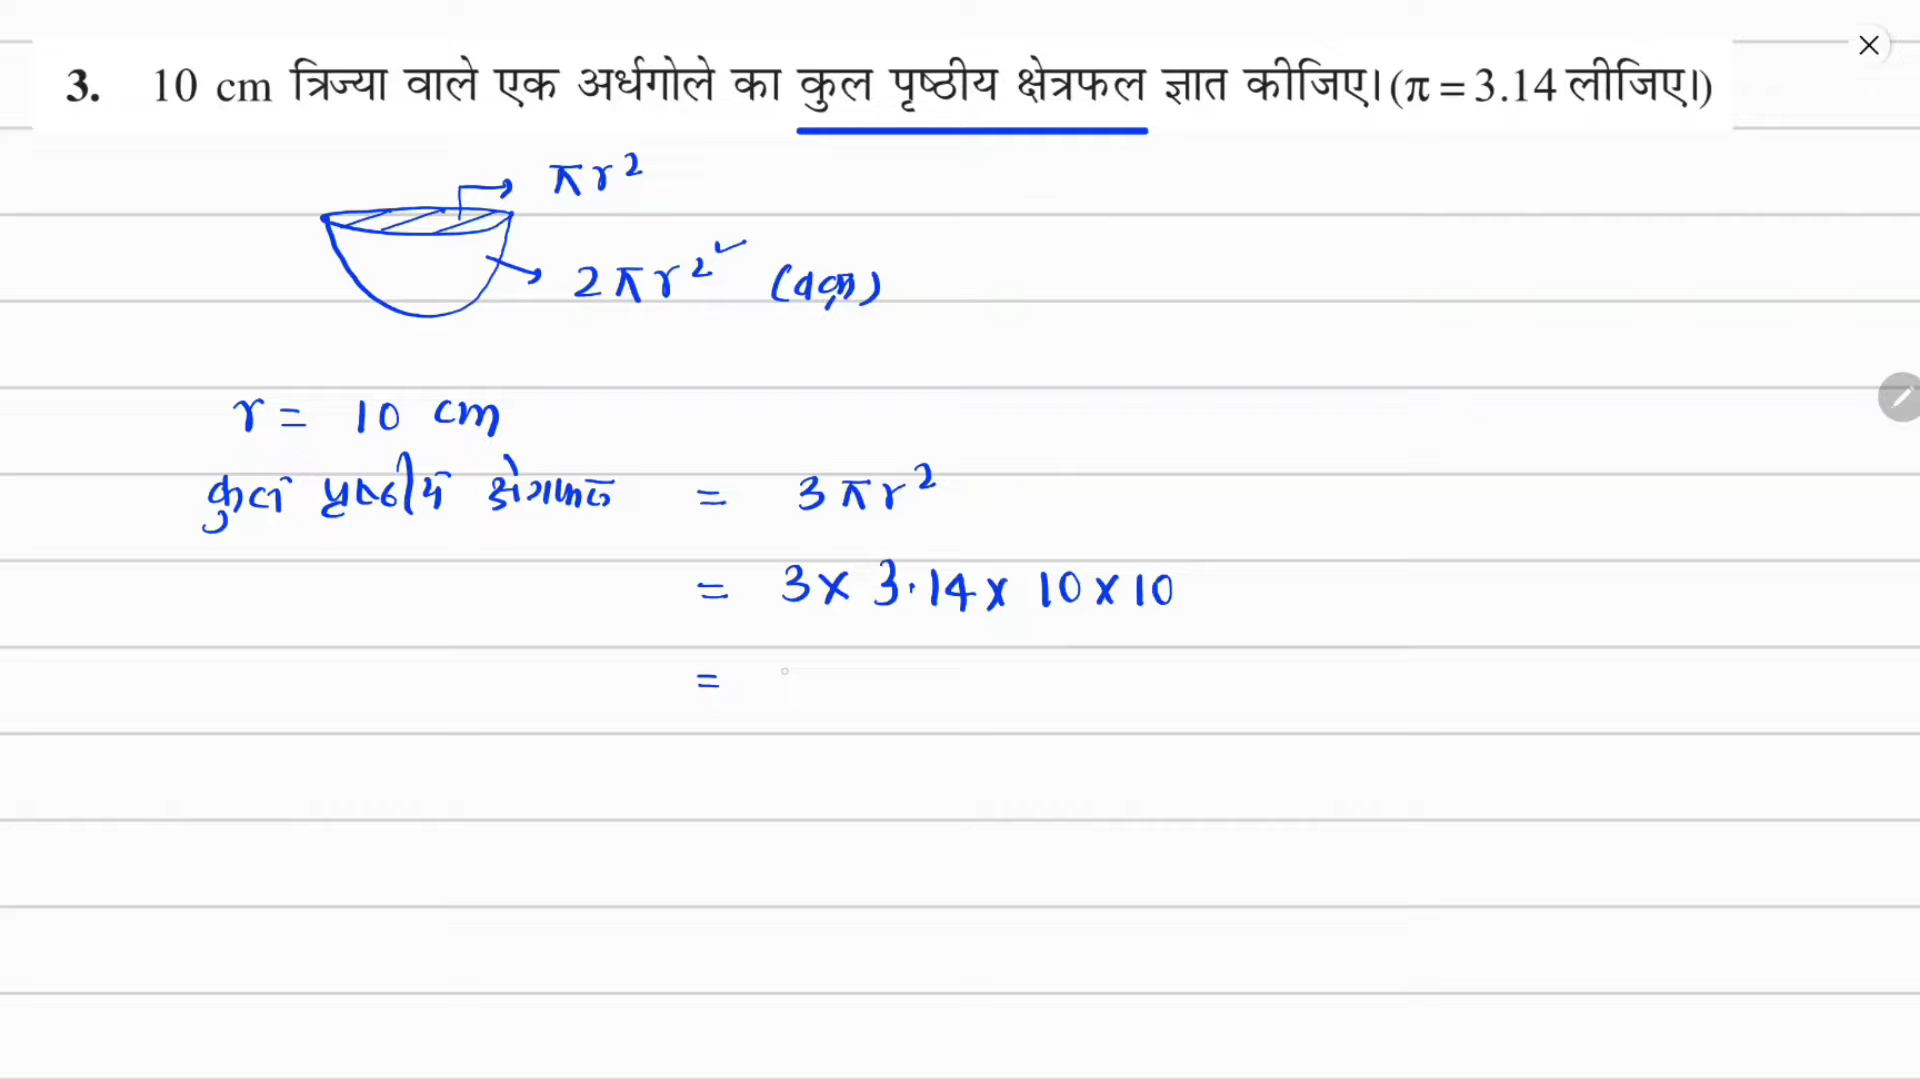 3. 10 cm त्रिज्या वाले एक अर्धगोले का कुल पृष्ठीय क्षेत्रफल ज्ञात कीजिए। (π = 3.14 लीजिए।)
πr²
2πr² ✓ (वक्र)
r = 10 cm
कुल पृष्ठीय क्षेत्रफल = 3πr²
= 3 × 3.14 × 10 × 10
=